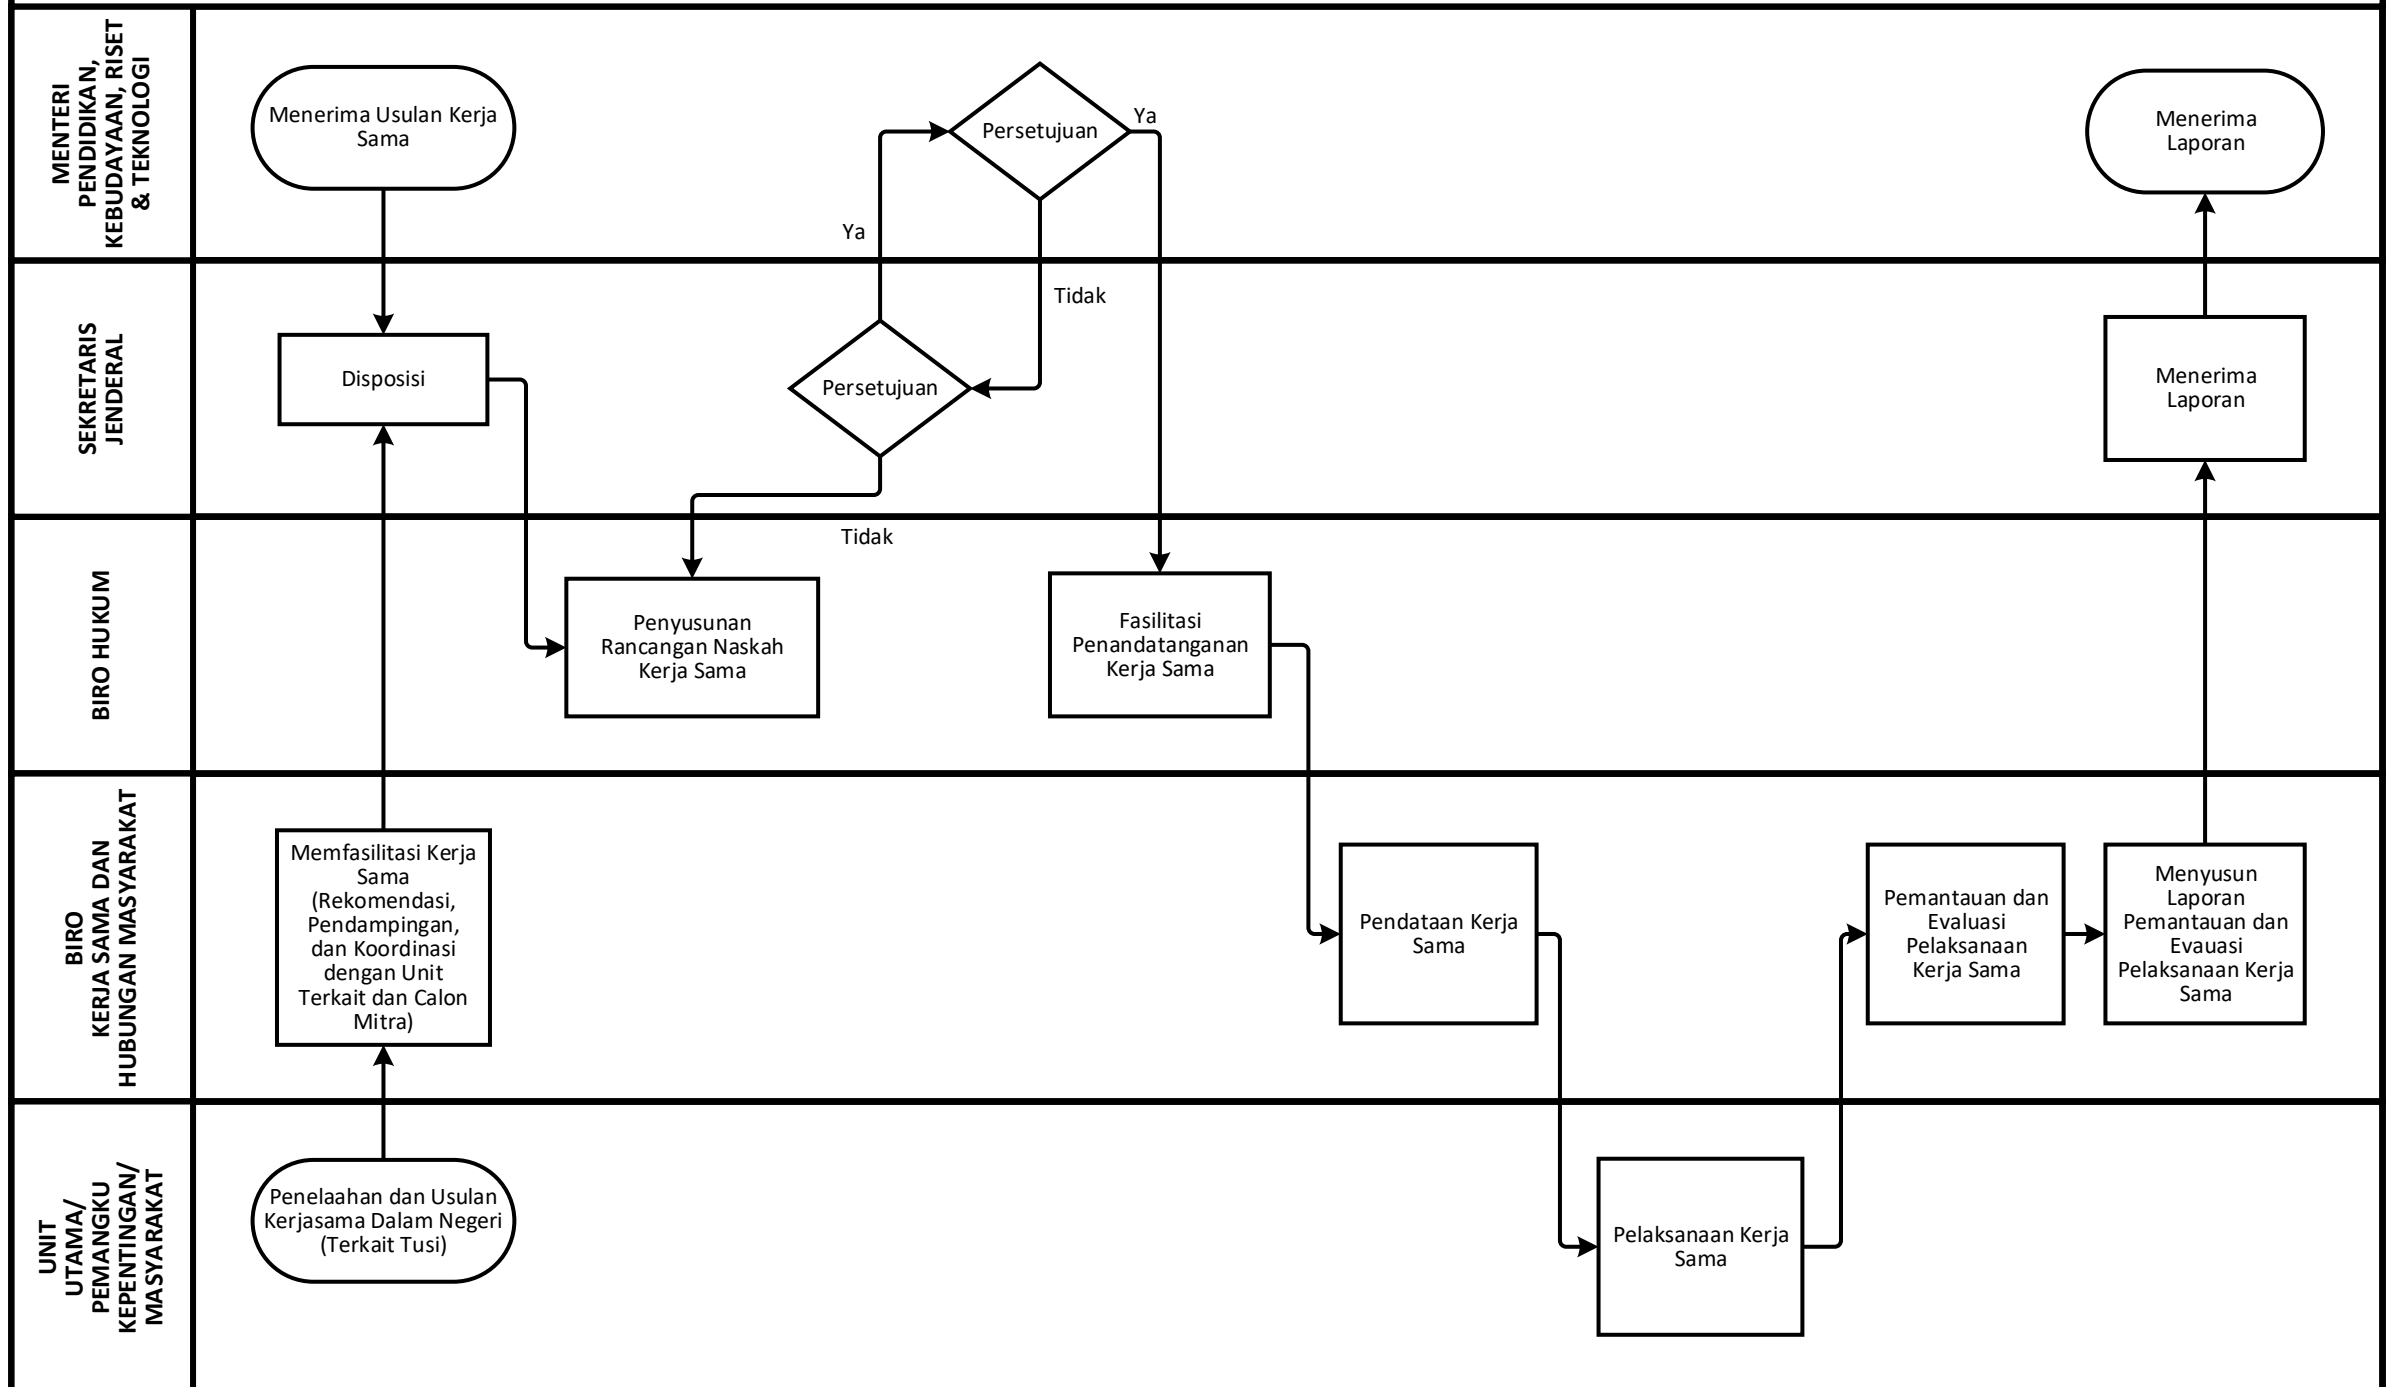 MENTERI
PENDIDIKAN,
KEBUDAYAAN, RISET
& TEKNOLOGI
Menerima Usulan Kerja
Sama
Persetujuan
Ya
Ya
Menerima
Laporan
SEKRETARIS
JENDERAL
Disposisi
Persetujuan
Tidak
Menerima
Laporan
BIRO HUKUM
Tidak
Penyusunan
Rancangan Naskah
Kerja Sama
Fasilitasi
Penandatanganan
Kerja Sama
BIRO
KERJA SAMA DAN
HUBUNGAN MASYARAKAT
Memfasilitasi Kerja
Sama
(Rekomendasi,
Pendampingan,
dan Koordinasi
dengan Unit
Terkait dan Calon
Mitra)
Pendataan Kerja
Sama
Pemantauan dan
Evaluasi
Pelaksanaan
Kerja Sama
Menyusun
Laporan
Pemantauan dan
Evauasi
Pelaksanaan Kerja
Sama
UNIT
UTAMA/
PEMANGKU
KEPENTINGAN/
MASYARAKAT
Penelaahan dan Usulan
Kerjasama Dalam Negeri
(Terkait Tusi)
Pelaksanaan Kerja
Sama